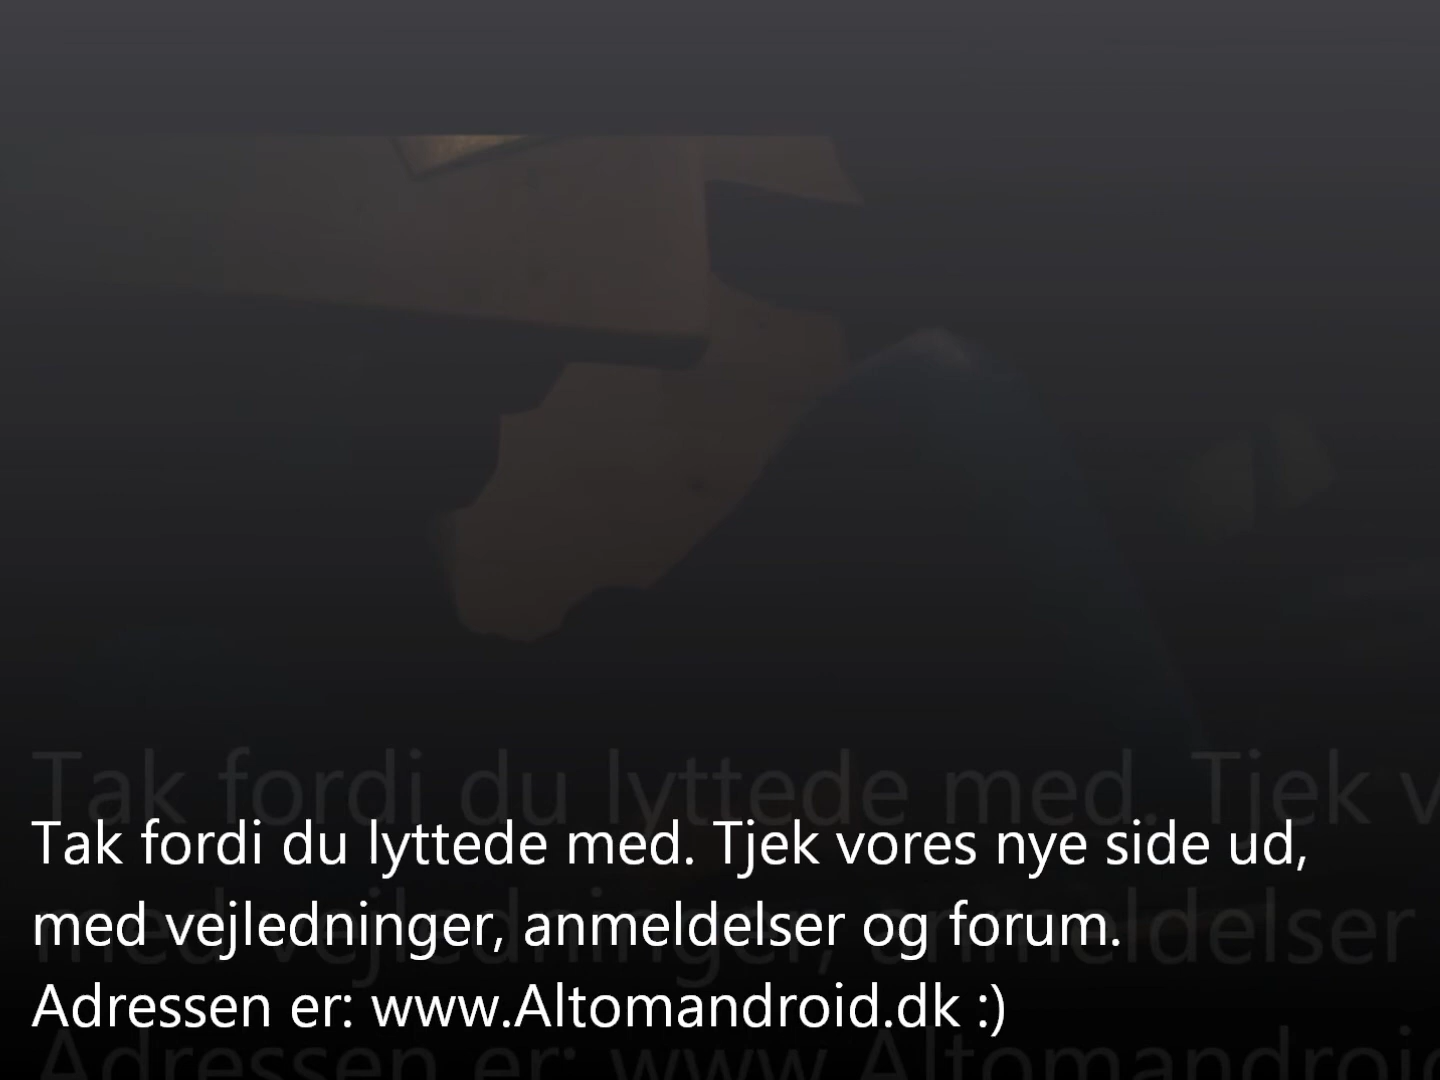 Tak fordi du lyttede med. Tjek vores nye side ud,
med vejledninger, anmeldelser og forum.
Adressen er: www.Altomandroid.dk :)